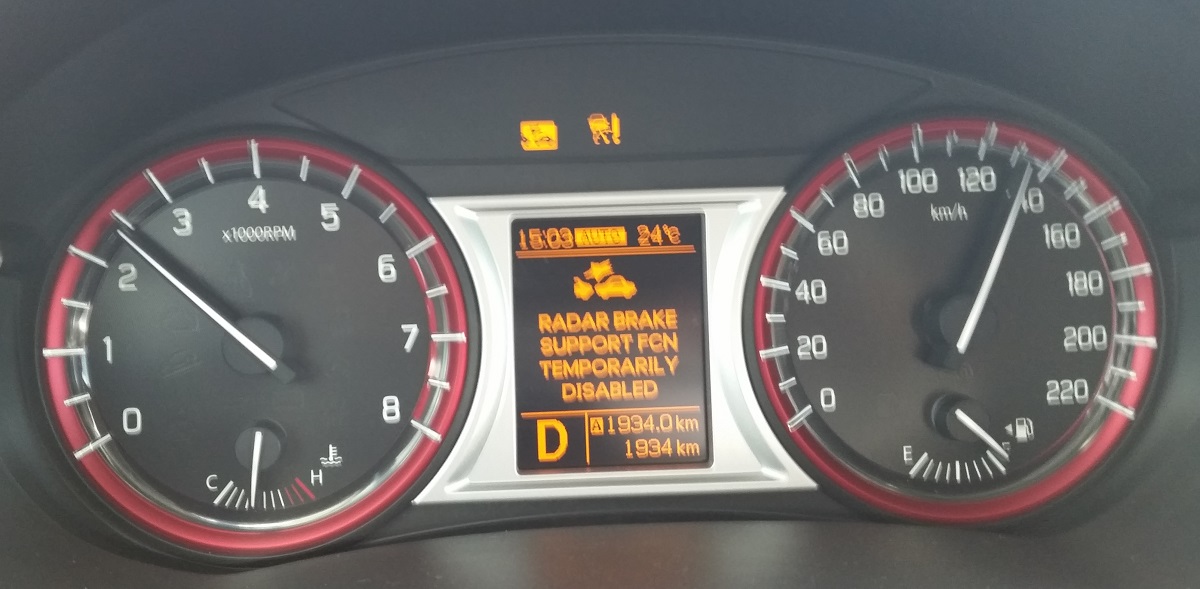 15:03 AUTO 24°C
RADAR BRAKE
SUPPORT FCN
TEMPORARILY
DISABLED
D
A 1934.0 km
1934 km
0
1
2
3
4
5
6
7
8
x1000RPM
C H
0
20
40
60
80
100
120
140
160
180
200
220
km/h
E